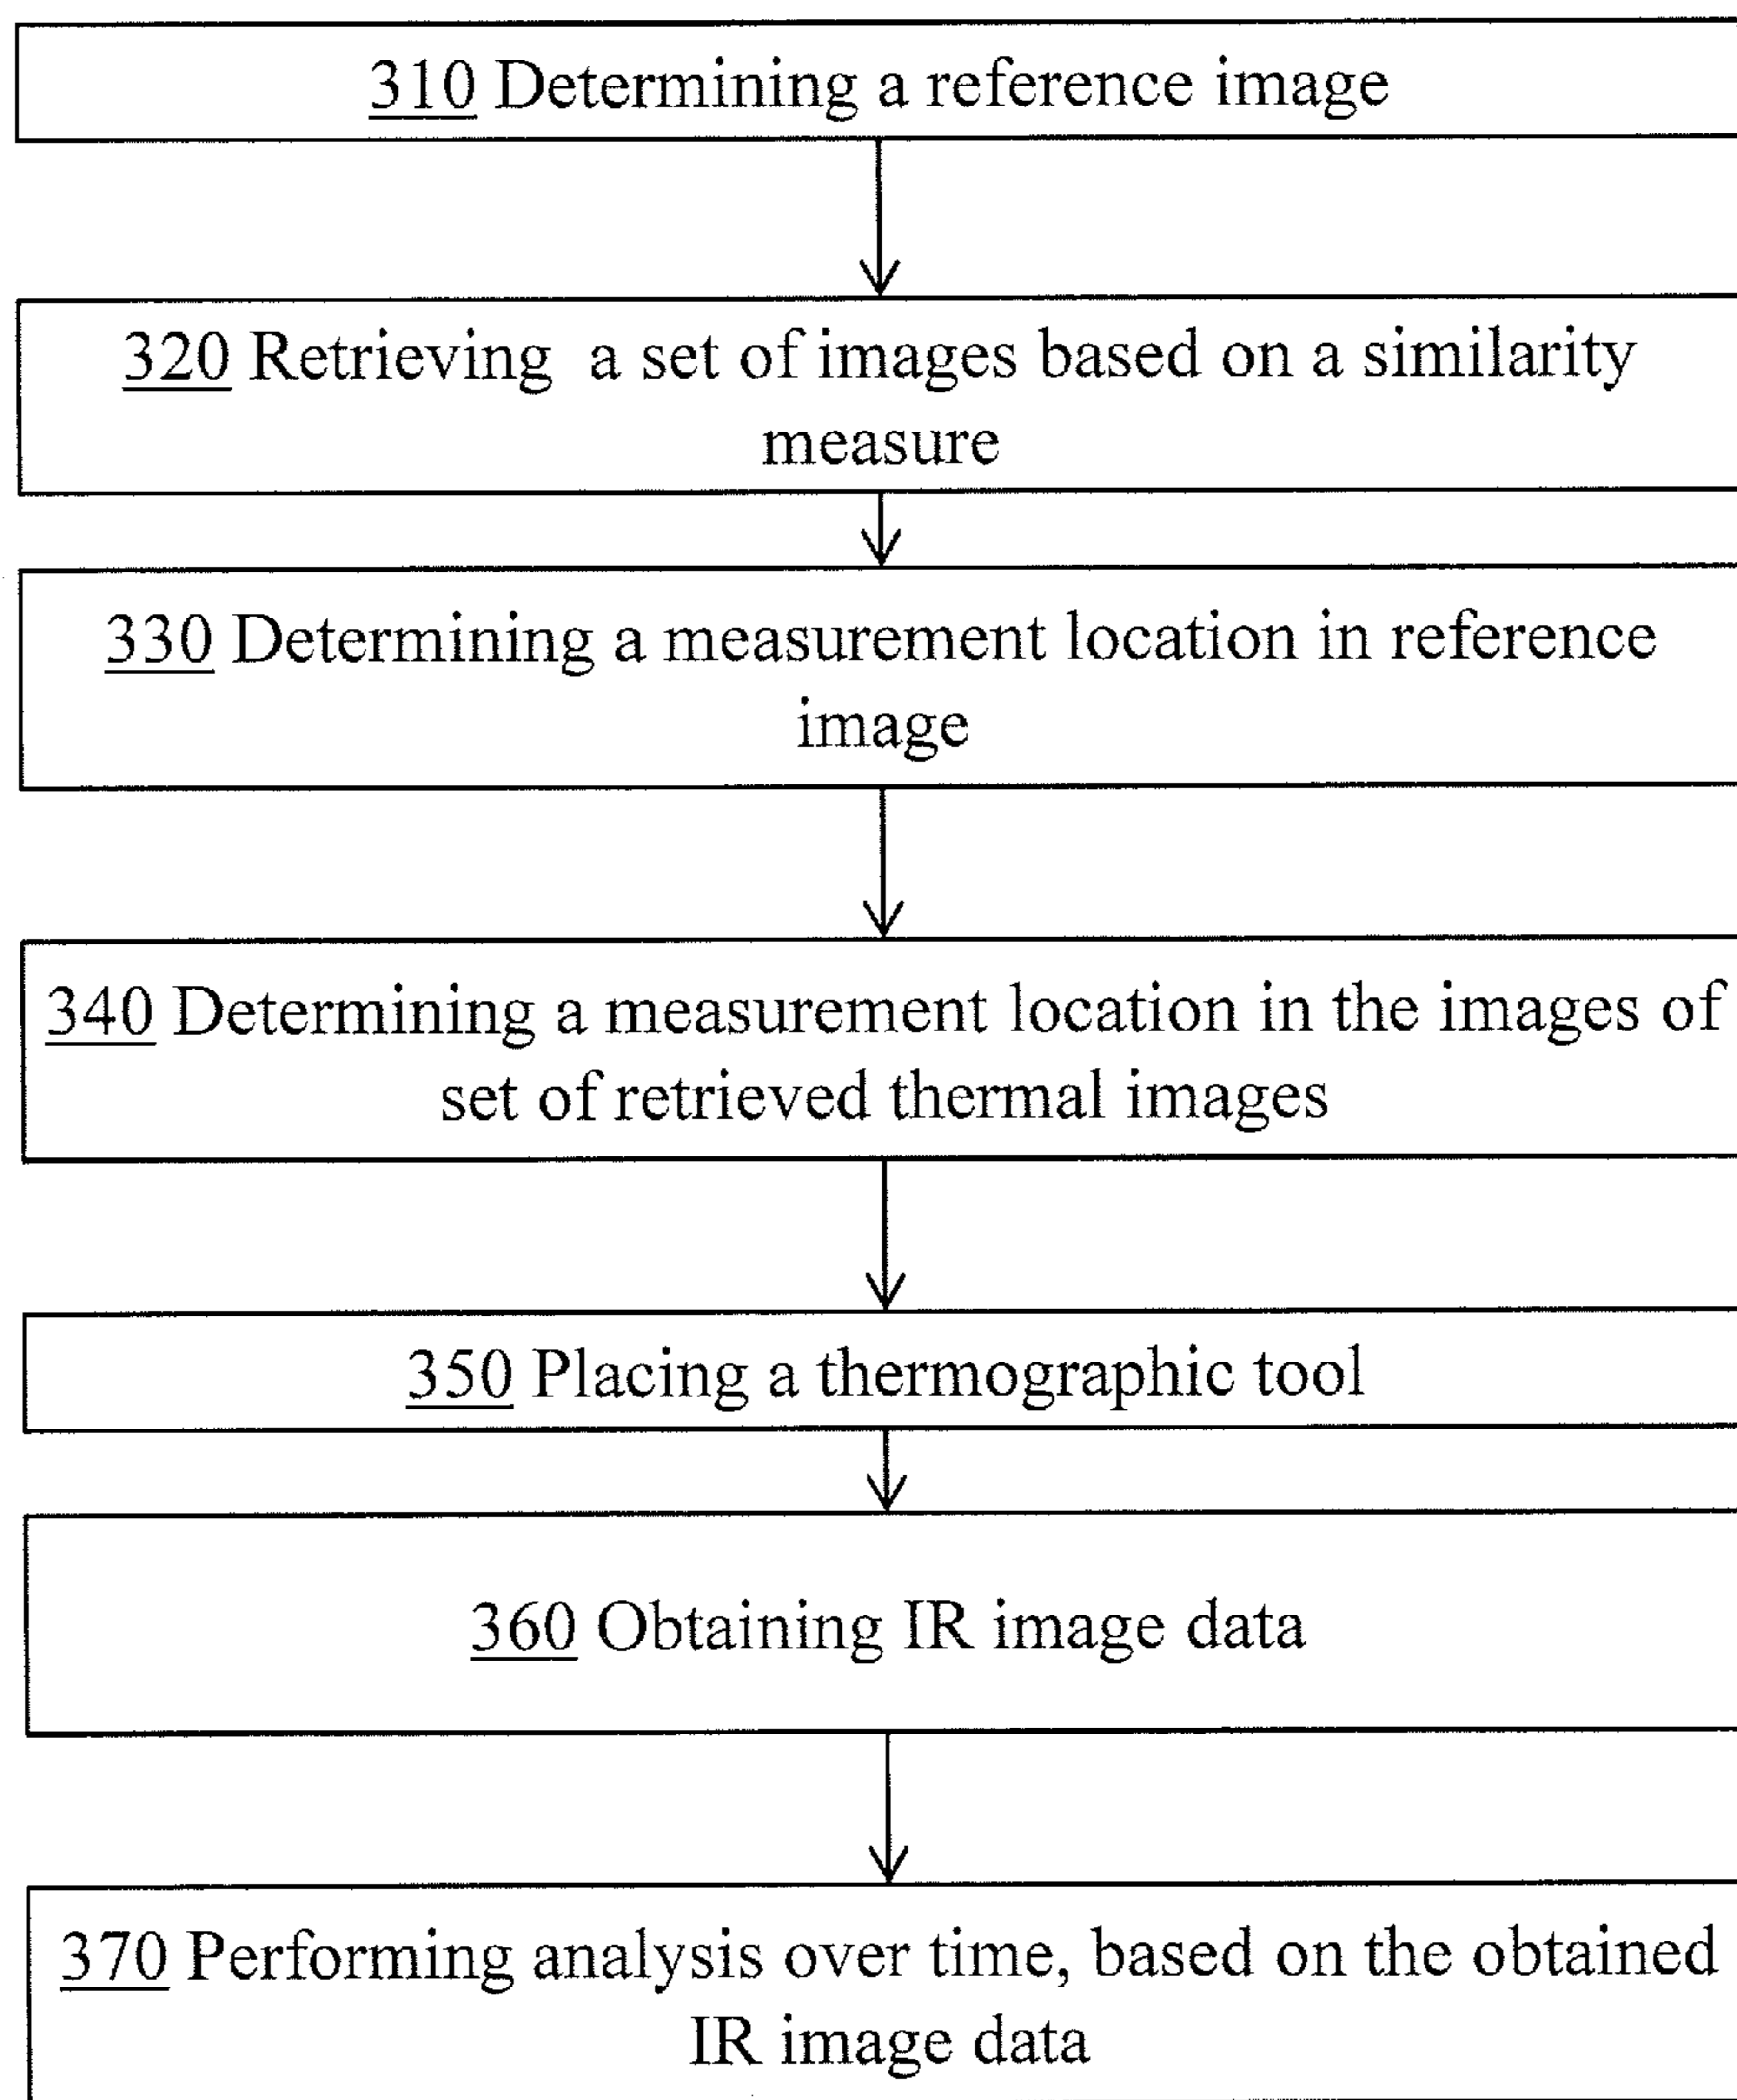 310 Determining a reference image
320 Retrieving a set of images based on a similarity
measure
330 Determining a measurement location in reference
image
340 Determining a measurement location in the images of
set of retrieved thermal images
350 Placing a thermographic tool
360 Obtaining IR image data
370 Performing analysis over time, based on the obtained
IR image data